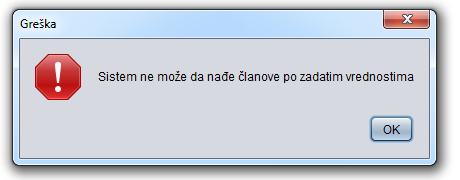 Greška
Sistem ne može da nađe članove po zadatim vrednostima
OK